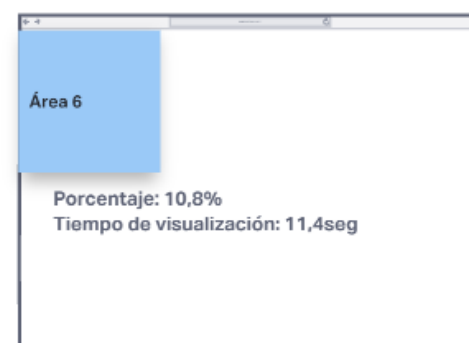 Área 6
Porcentaje: 10,8%
Tiempo de visualización: 11,4seg